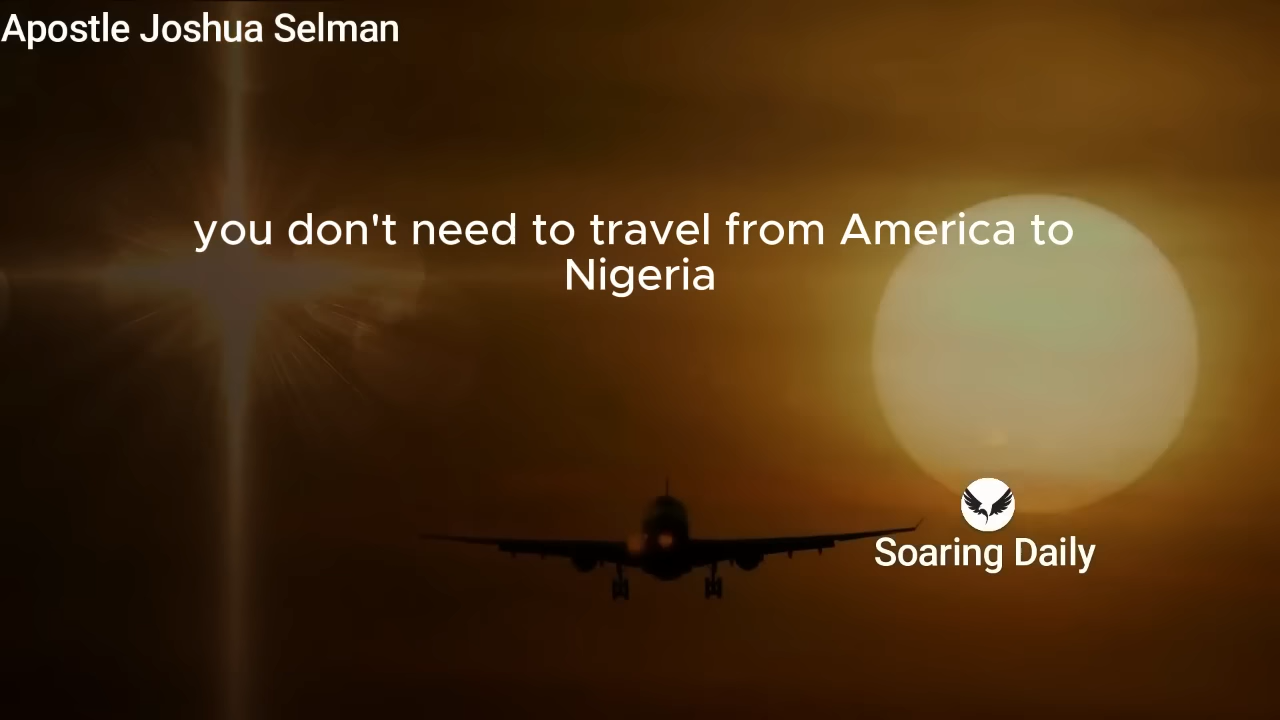 Apostle Joshua Selman
you don't need to travel from America to
Nigeria
Soaring Daily